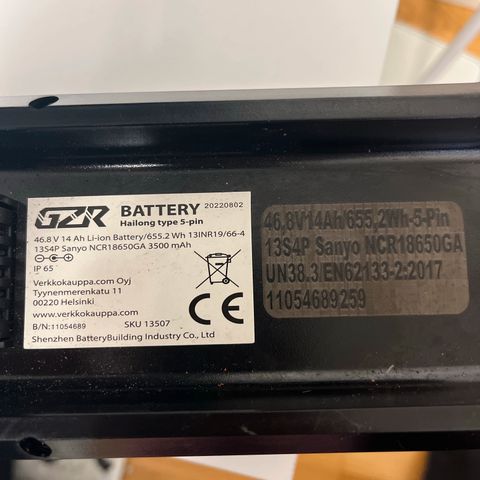 GZR BATTERY 20220802
Hailong type 5-pin
46.8 V 14 Ah Li-ion Battery/655.2 Wh 13INR19/66-4
13S4P Sanyo NCR18650GA 3500 mAh
IP 65
Verkkokauppa.com Oyj
Tyynenmerenkatu 11
00220 Helsinki
www.verkkokauppa.com
B/N: 11054689 SKU 13507
CE
Shenzhen BatteryBuilding Industry Co., Ltd
46.8V14Ah/655.2Wh-5-Pin
13S4P Sanyo NCR18650GA
UN38.3/EN62133-2:2017
11054689259